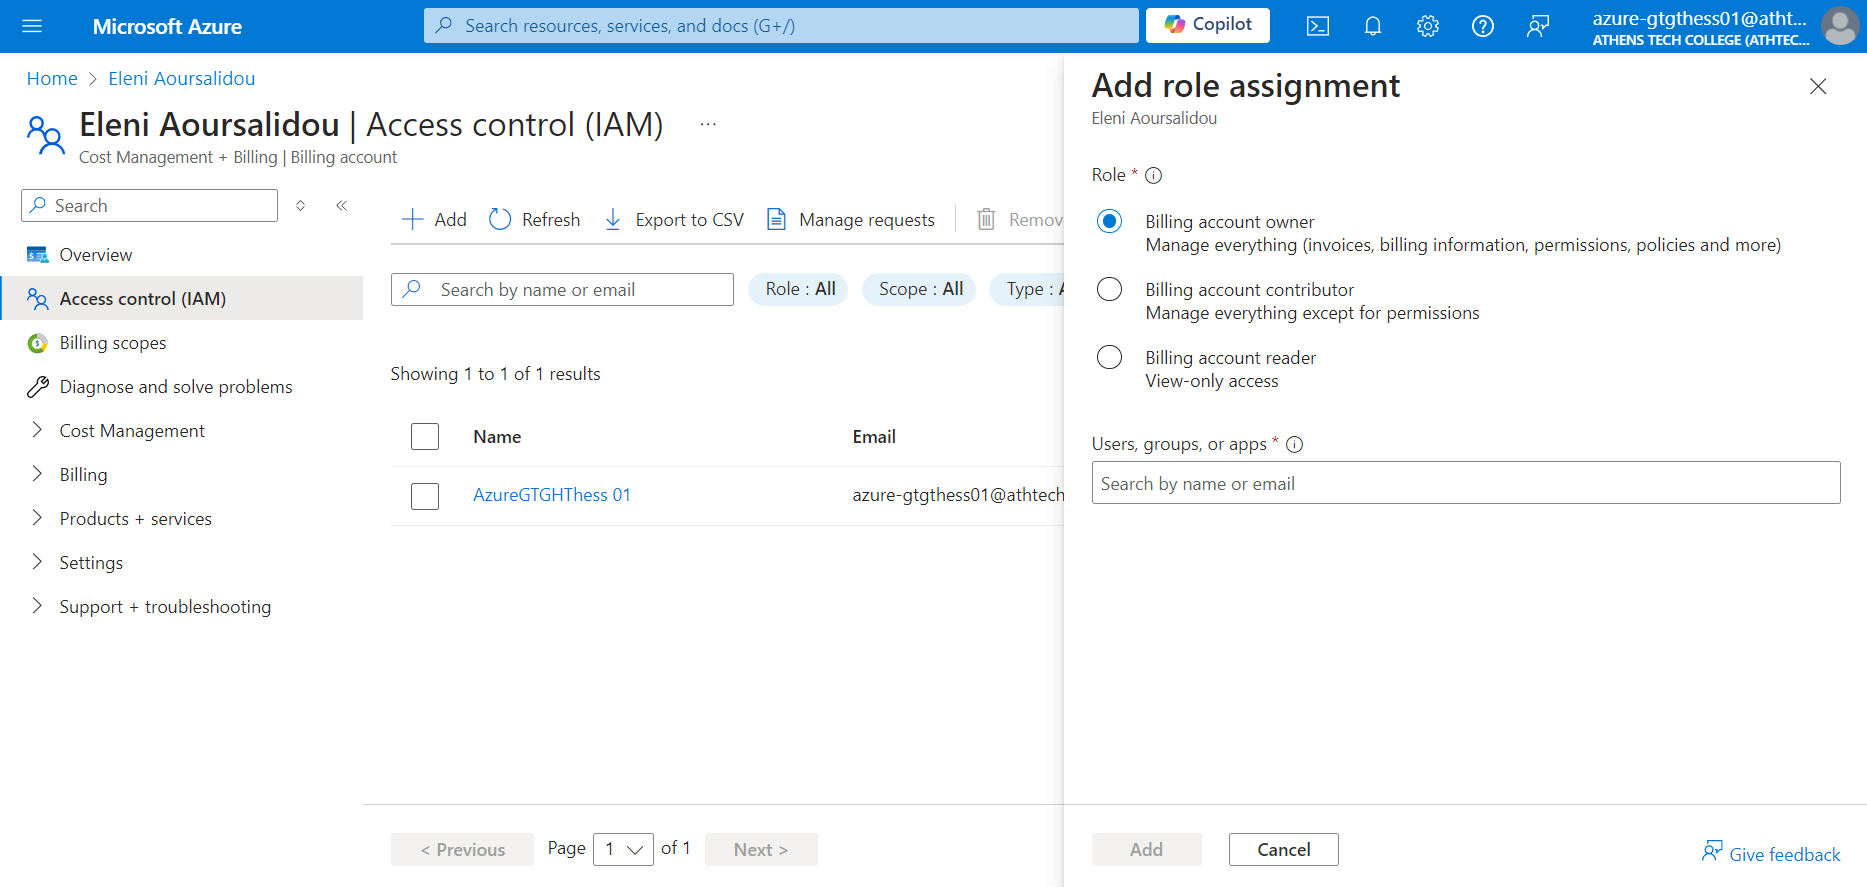 Microsoft Azure
Search resources, services, and docs (G+/)
Copilot
azure-gtgthess01@atht...
ATHENS TECH COLLEGE (ATHTEC...
Home > Eleni Aoursalidou
Eleni Aoursalidou | Access control (IAM) ...
Cost Management + Billing | Billing account
Search
Overview
Access control (IAM)
Billing scopes
Diagnose and solve problems
Cost Management
Billing
Products + services
Settings
Support + troubleshooting
Add Refresh Export to CSV Manage requests Remov
Search by name or email
Role : All Scope : All Type :
Showing 1 to 1 of 1 results
Name Email
AzureGTGHThess 01 azure-gtgthess01@athtech
< Previous Page 1 of 1 Next >
Add role assignment
Eleni Aoursalidou
Role *
Billing account owner
Manage everything (invoices, billing information, permissions, policies and more)
Billing account contributor
Manage everything except for permissions
Billing account reader
View-only access
Users, groups, or apps *
Search by name or email
Add Cancel
Give feedback